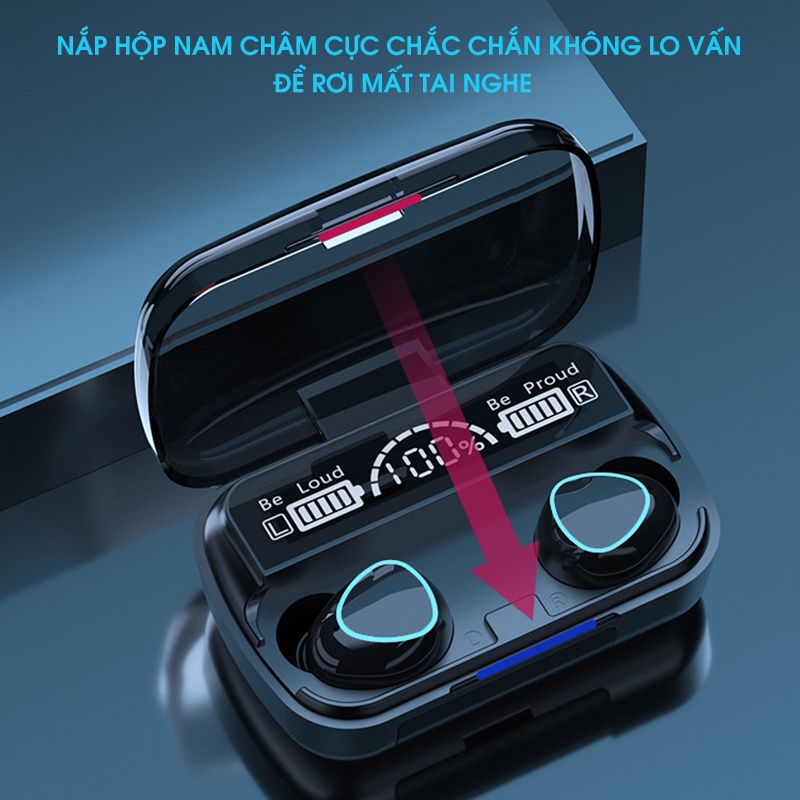 NẮP HỘP NAM CHÂM CỰC CHẮC CHẮN KHÔNG LO VẤN
ĐỀ RƠI MẤT TAI NGHE
Be Proud
R
Be Loud
L
100%
L
R